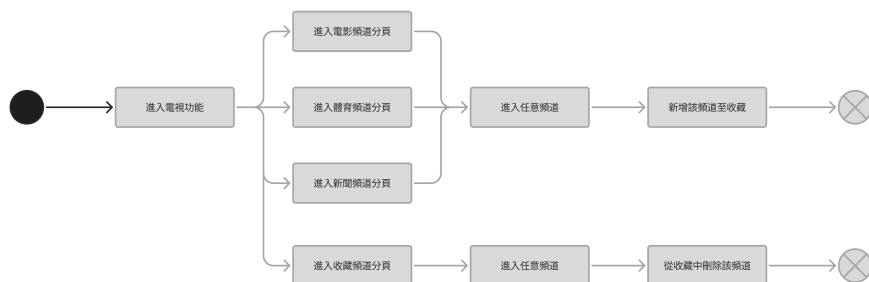 進入電影頻道分頁
進入電視功能
進入體育頻道分頁
進入任意頻道
新增該頻道至收藏
進入新聞頻道分頁
進入收藏頻道分頁
進入任意頻道
從收藏中刪除該頻道